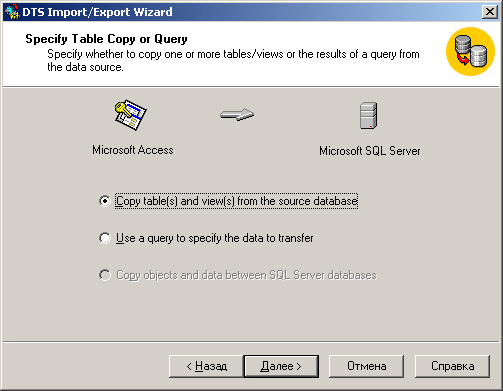 DTS Import/Export Wizard
Specify Table Copy or Query
Specify whether to copy one or more tables/views or the results of a query from
the data source.
Microsoft Access
Microsoft SQL Server
Copy table(s) and view(s) from the source database
Use a query to specify the data to transfer
Copy objects and data between SQL Server databases
< Назад
Далее >
Отмена
Справка